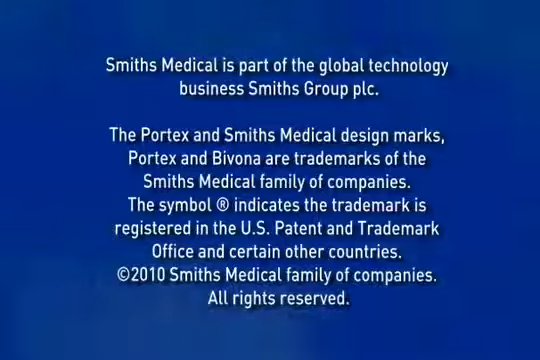 Smiths Medical is part of the global technology
business Smiths Group plc.
The Portex and Smiths Medical design marks,
Portex and Bivona are trademarks of the
Smiths Medical family of companies.
The symbol ® indicates the trademark is
registered in the U.S. Patent and Trademark
Office and certain other countries.
©2010 Smiths Medical family of companies.
All rights reserved.